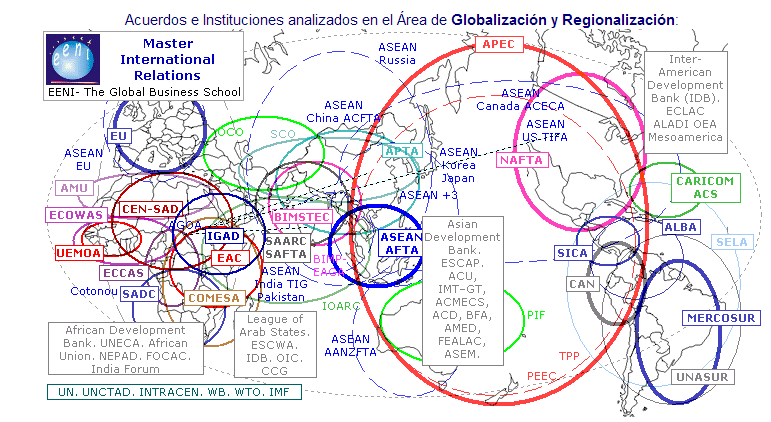 Acuerdos e Instituciones analizados en el Área de Globalización y Regionalización:
eeni
Master
International
Relations
EENI- The Global Business School
ASEAN
Russia
APEC
Inter-
American
Development
Bank (IDB).
ECLAC
ALADI OEA
Mesoamerica
EU
OCO
SCO
ASEAN
China ACFTA
ASEAN
Canada ACECA
ASEAN
US-TIFA
ASEAN
EU
APTA
ASEAN
Korea
Japan
NAFTA
AMU
CEN-SAD
ASEAN +3
CARICOM
ACS
ECOWAS
BIMSTEC
AGOA
IGAD
UEMOA
EAC
SAARC
SAFTA
ASEAN
AFTA
Asian
Development
Bank.
ESCAP.
ACU,
IMT-GT,
ACMECS,
ACD, BFA,
AMED,
FEALAC,
ASEM.
ALBA
SICA
SELA
ECCAS
ASEAN
India TIG
Pakistan
CAN
Cotonou
SADC
COMESA
IOARC
PIF
MERCOSUR
African Development
Bank. UNECA. African
Union. NEPAD. FOCAC.
India Forum
League of
Arab States.
ESCWA.
IDB. OIC.
CCG
ASEAN
AANZFTA
TPP
PEEC
UNASUR
UN. UNCTAD. INTRACEN. WB. WTO. IMF